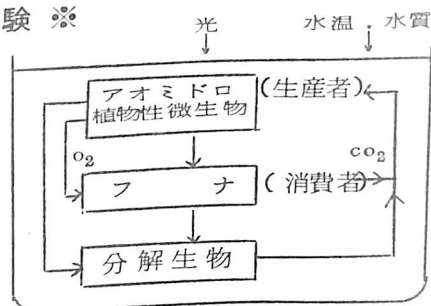 験 ※
光 水温・水質
アオミドロ (生産者)
植物性微生物
O₂ CO₂
フナ (消費者)
分解生物